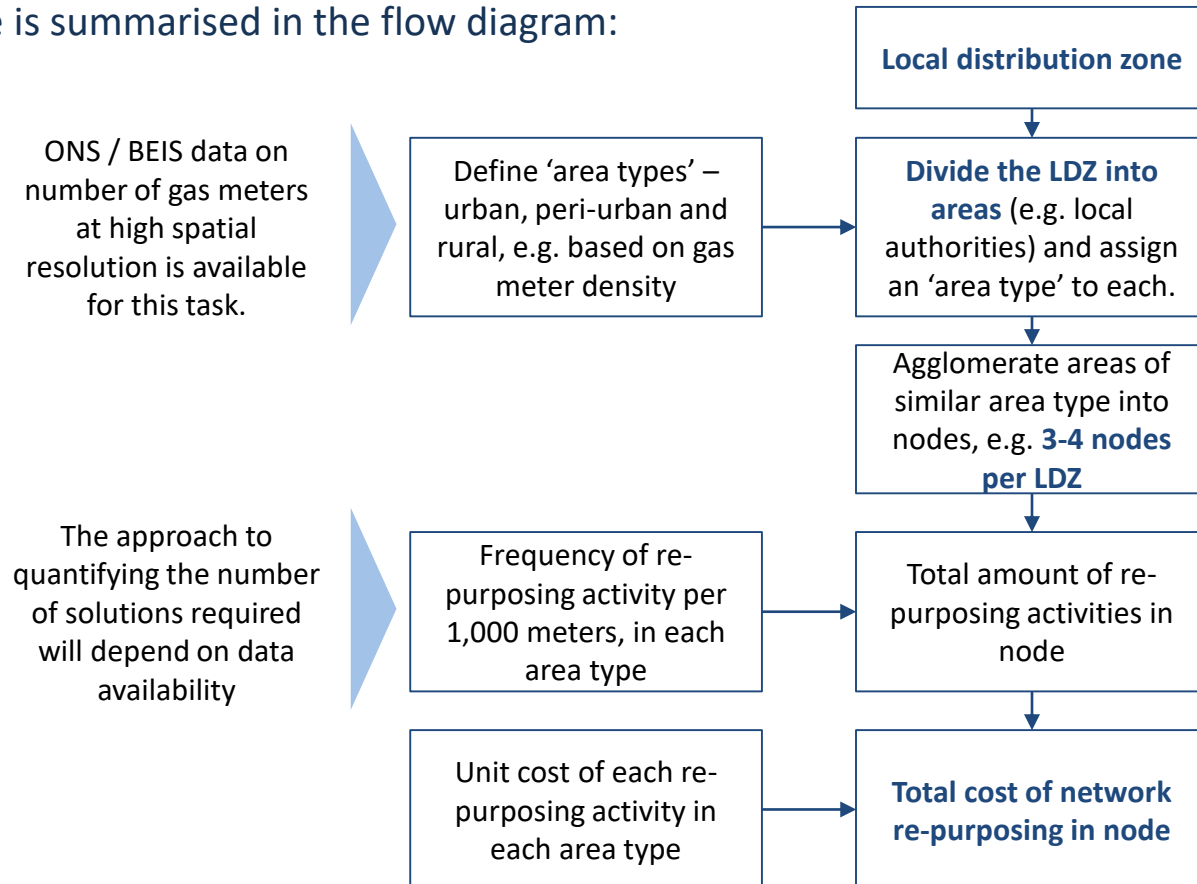 e is summarised in the flow diagram:
Local distribution zone
ONS / BEIS data on
number of gas meters
at high spatial
resolution is available
for this task.
Define ‘area types’ –
urban, peri-urban and
rural, e.g. based on gas
meter density
Divide the LDZ into
areas (e.g. local
authorities) and assign
an ‘area type’ to each.
Agglomerate areas of
similar area type into
nodes, e.g. 3-4 nodes
per LDZ
The approach to
quantifying the number
of solutions required
will depend on data
availability
Frequency of re-
purposing activity per
1,000 meters, in each
area type
Total amount of re-
purposing activities in
node
Unit cost of each re-
purposing activity in
each area type
Total cost of network
re-purposing in node